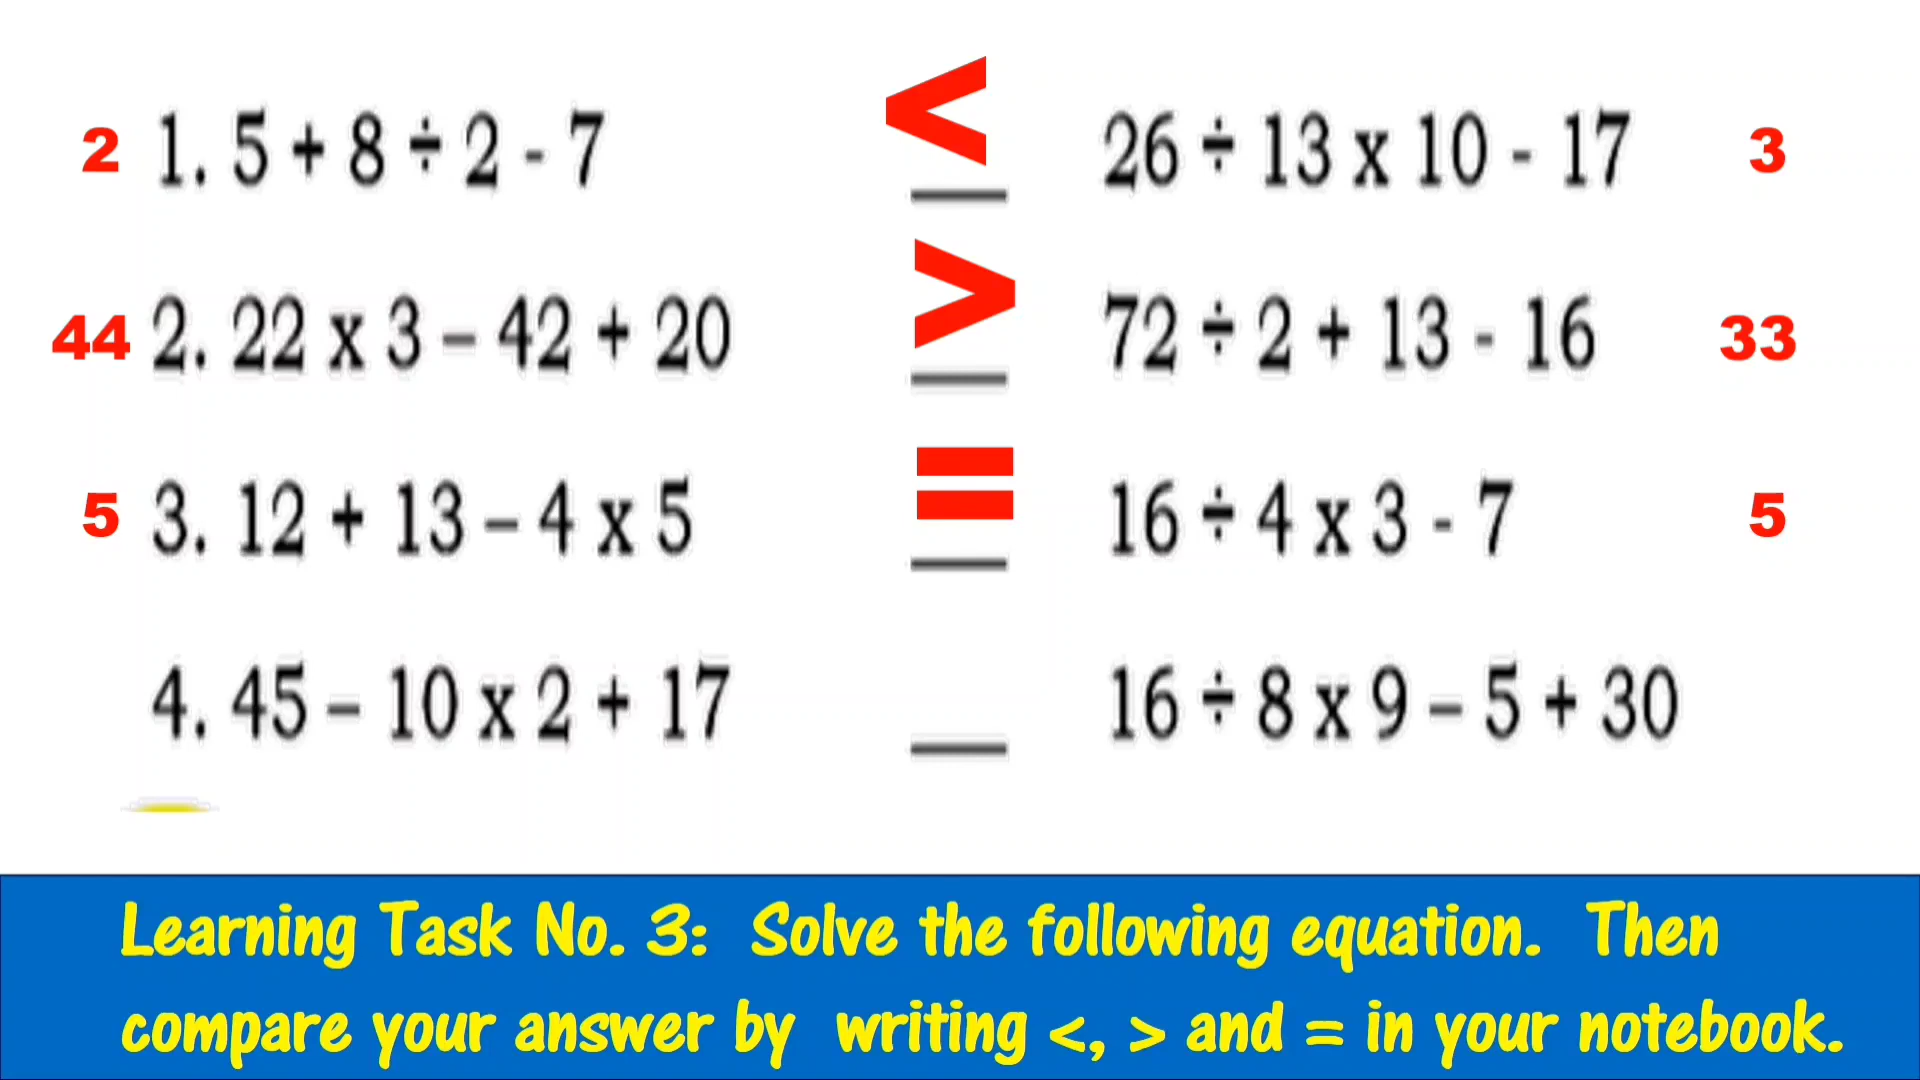 2 1. 5 + 8 ÷ 2 - 7 < 26 ÷ 13 x 10 - 17 3
44 2. 22 x 3 – 42 + 20 > 72 ÷ 2 + 13 - 16 33
5 3. 12 + 13 – 4 x 5 = 16 ÷ 4 x 3 - 7 5
4. 45 – 10 x 2 + 17 _ 16 ÷ 8 x 9 – 5 + 30
Learning Task No. 3: Solve the following equation. Then
compare your answer by writing <, > and = in your notebook.